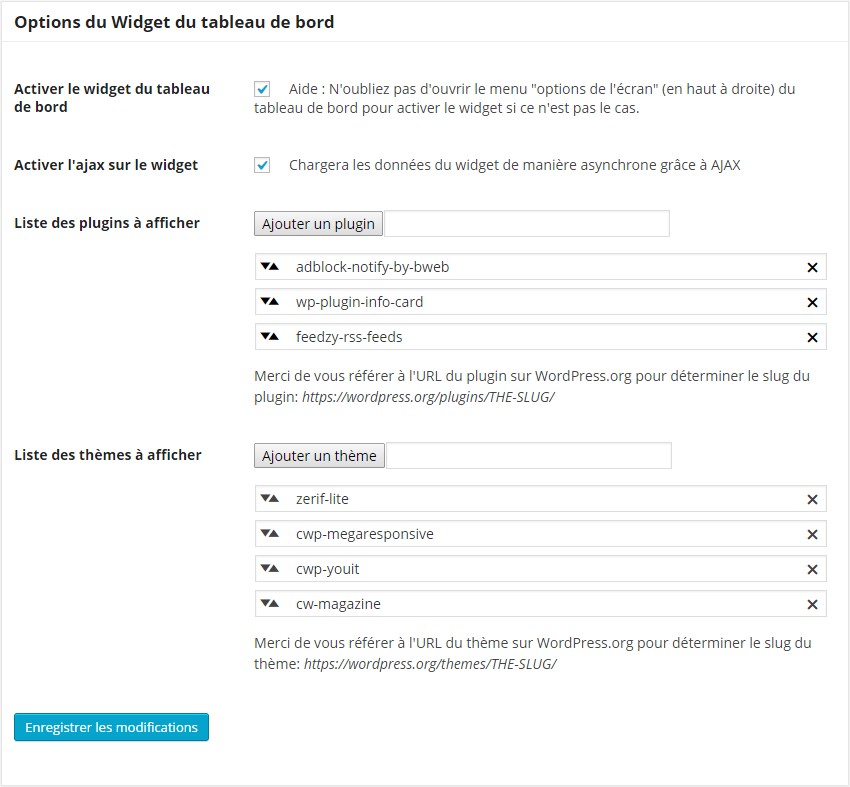 Options du Widget du tableau de bord
Activer le widget du tableau
de bord
Aide : N'oubliez pas d'ouvrir le menu "options de l'écran" (en haut à droite) du
tableau de bord pour activer le widget si ce n'est pas le cas.
Activer l'ajax sur le widget
Chargera les données du widget de manière asynchrone grâce à AJAX
Liste des plugins à afficher
Ajouter un plugin
adblock-notify-by-bweb
wp-plugin-info-card
feedzy-rss-feeds
Merci de vous référer à l'URL du plugin sur WordPress.org pour déterminer le slug du
plugin: https://wordpress.org/plugins/THE-SLUG/
Liste des thèmes à afficher
Ajouter un thème
zerif-lite
cwp-megaresponsive
cwp-youit
cw-magazine
Merci de vous référer à l'URL du thème sur WordPress.org pour déterminer le slug du
thème: https://wordpress.org/themes/THE-SLUG/
Enregistrer les modifications